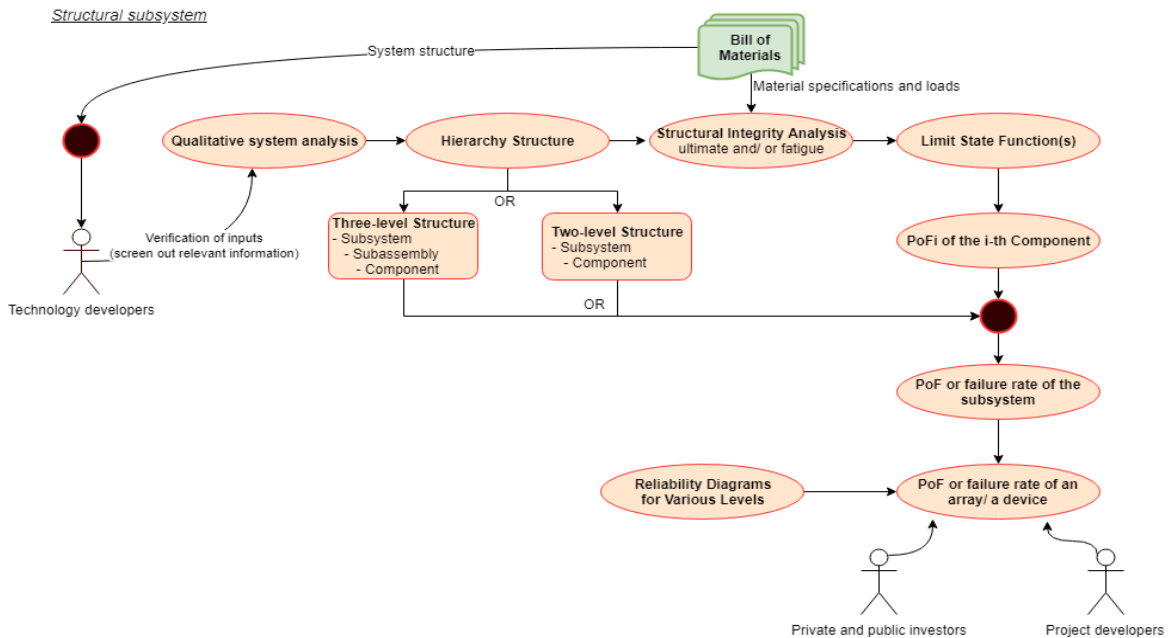 Structural subsystem
Bill of
Materials
System structure
Material specifications and loads
Qualitative system analysis
Hierarchy Structure
Structural Integrity Analysis
ultimate and/ or fatigue
Limit State Function(s)
OR
Three-level Structure
- Subsystem
- Subassembly
- Component
Two-level Structure
- Subsystem
- Component
Verification of inputs
(screen out relevant information)
PoFi of the i-th Component
Technology developers
OR
PoF or failure rate of the
subsystem
Reliability Diagrams
for Various Levels
PoF or failure rate of an
array/ a device
Private and public investors
Project developers